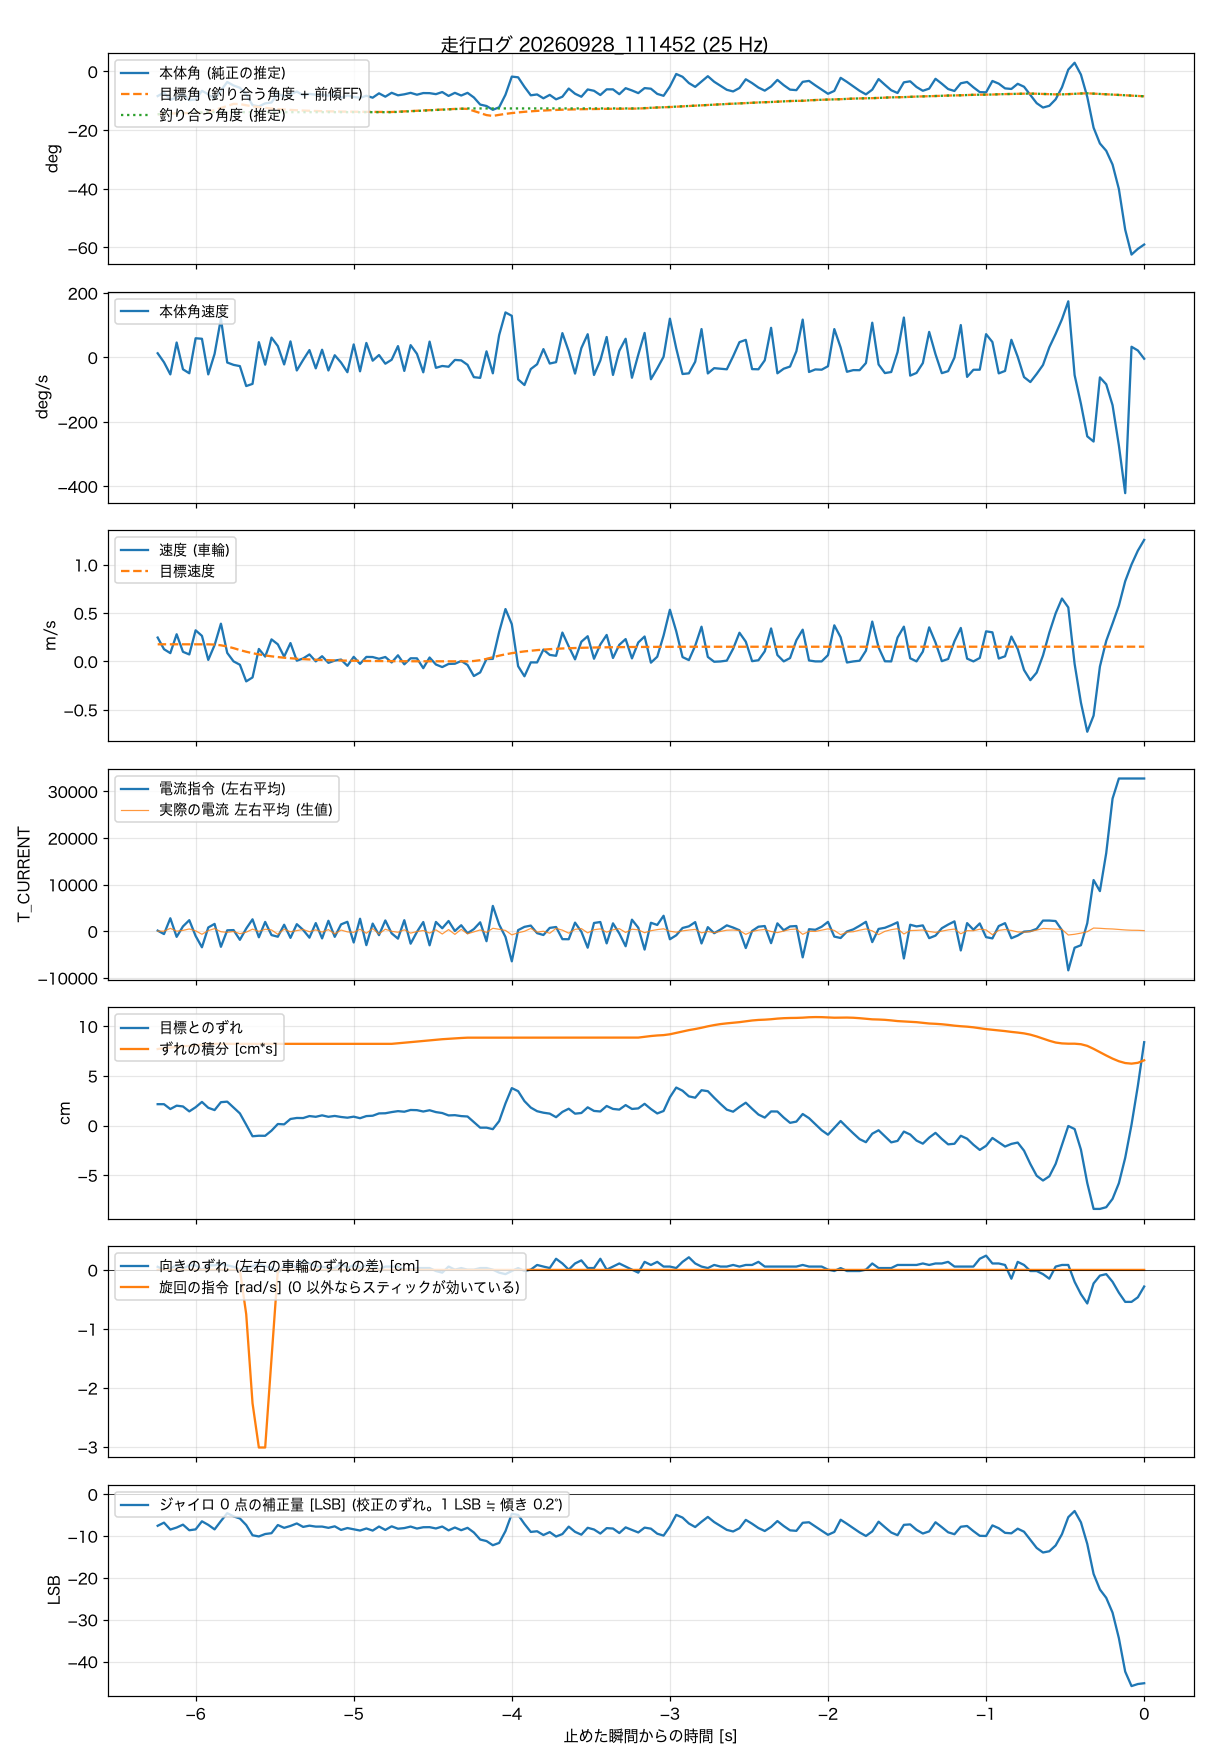 走行ログ 20260928_111452 (25 Hz)
本体角 (純正の推定)
目標角 (釣り合う角度 + 前傾FF)
釣り合う角度 (推定)
deg
0
−20
−40
−60
本体角速度
deg/s
200
0
−200
−400
速度 (車輪)
目標速度
m/s
1.0
0.5
0.0
−0.5
電流指令 (左右平均)
実際の電流 左右平均 (生値)
T_CURRENT
30000
20000
10000
0
−10000
目標とのずれ
ずれの積分 [cm*s]
cm
10
5
0
−5
向きのずれ (左右の車輪のずれの差) [cm]
旋回の指令 [rad/s] (0 以外ならスティックが効いている)
0
−1
−2
−3
ジャイロ 0 点の補正量 [LSB] (校正のずれ。1 LSB ≒ 傾き 0.2°)
LSB
0
−10
−20
−30
−40
−6 −5 −4 −3 −2 −1 0
止めた瞬間からの時間 [s]